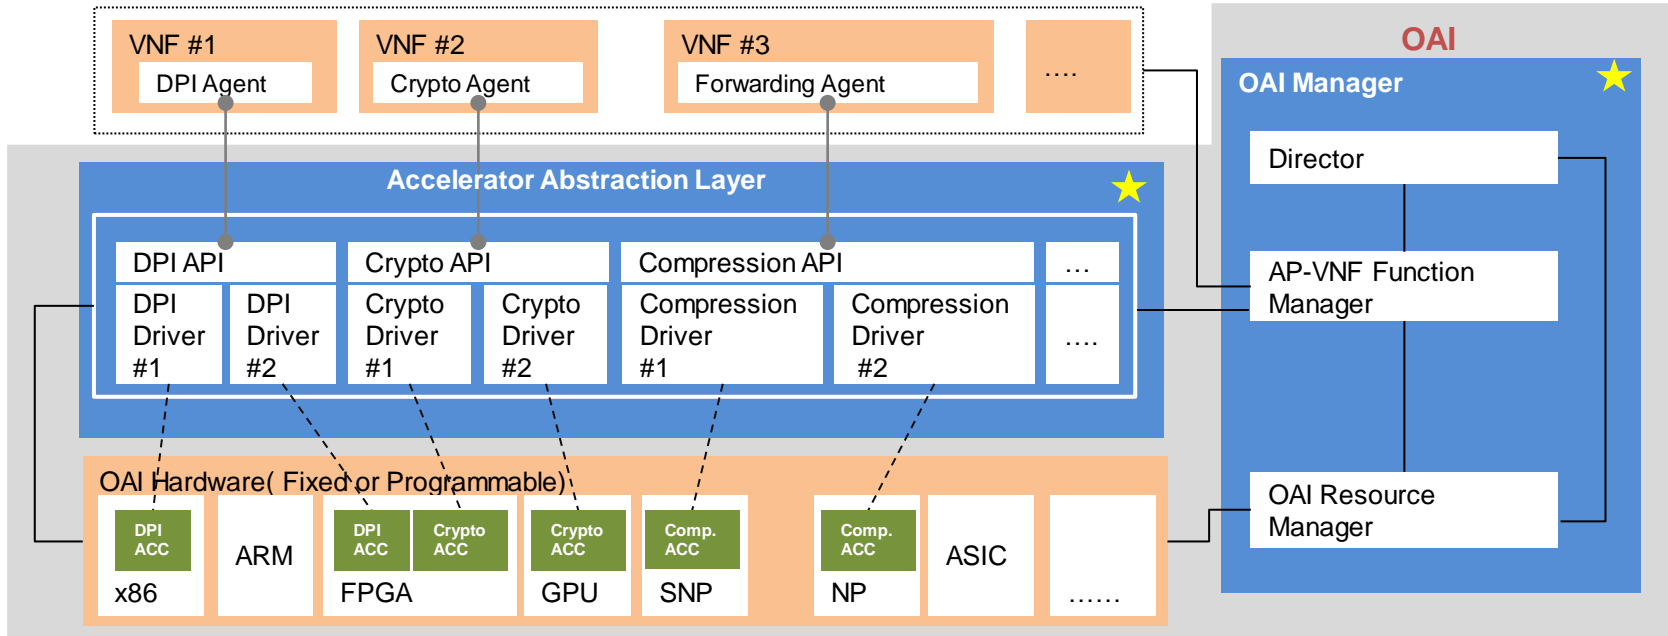 VNF #1
DPI Agent
VNF #2
Crypto Agent
VNF #3
Forwarding Agent
....
OAI
OAI Manager
Director
AP-VNF Function
Manager
OAI Resource
Manager
Accelerator Abstraction Layer
DPI API
Crypto API
Compression API
...
DPI
Driver
#1
DPI
Driver
#2
Crypto
Driver
#1
Crypto
Driver
#2
Compression
Driver
#1
Compression
Driver
#2
....
OAI Hardware( Fixed or Programmable)
DPI
ACC
x86
ARM
DPI
ACC
Crypto
ACC
FPGA
Crypto
ACC
GPU
Comp.
ACC
SNP
Comp.
ACC
NP
ASIC
......